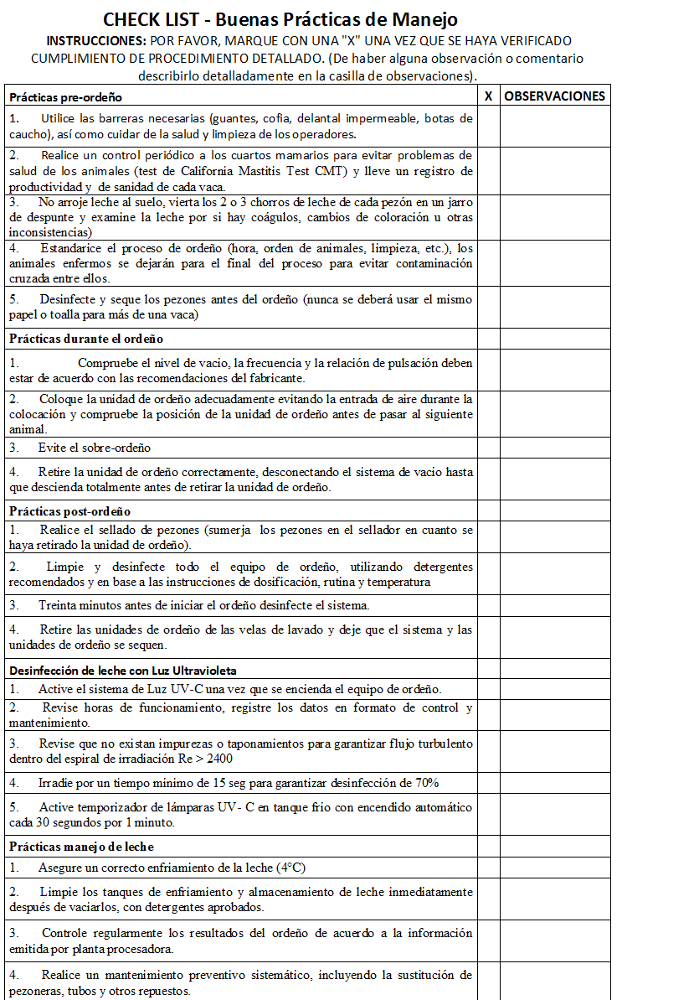 CHECK LIST - Buenas Prácticas de Manejo
INSTRUCCIONES: POR FAVOR, MARQUE CON UNA "X" UNA VEZ QUE SE HAYA VERIFICADO
CUMPLIMIENTO DE PROCEDIMIENTO DETALLADO. (De haber alguna observación o comentario
describirlo detalladamente en la casilla de observaciones).
Prácticas pre-ordeño X OBSERVACIONES
1. Utilice las barreras necesarias (guantes, cofia, delantal impermeable, botas de
caucho), así como cuidar de la salud y limpieza de los operadores.
2. Realice un control periódico a los cuartos mamarios para evitar problemas de
salud de los animales (test de California Mastitis Test CMT) y lleve un registro de
productividad y de sanidad de cada vaca.
3. No arroje leche al suelo, vierta los 2 o 3 chorros de leche de cada pezón en un jarro
de despunte y examine la leche por si hay coágulos, cambios de coloración u otras
inconsistencias)
4. Estandarice el proceso de ordeño (hora, orden de animales, limpieza, etc.), los
animales enfermos se dejarán para el final del proceso para evitar contaminación
cruzada entre ellos.
5. Desinfecte y seque los pezones antes del ordeño (nunca se deberá usar el mismo
papel o toalla para más de una vaca)
Prácticas durante el ordeño
1. Compruebe el nivel de vacio, la frecuencia y la relación de pulsación deben
estar de acuerdo con las recomendaciones del fabricante.
2. Coloque la unidad de ordeño adecuadamente evitando la entrada de aire durante la
colocación y compruebe la posición de la unidad de ordeño antes de pasar al siguiente
animal.
3. Evite el sobre-ordeño
4. Retire la unidad de ordeño correctamente, desconectando el sistema de vacío hasta
que descienda totalmente antes de retirar la unidad de ordeño.
Prácticas post-ordeño
1. Realice el sellado de pezones (sumerja los pezones en el sellador en cuanto se
haya retirado la unidad de ordeño).
2. Limpie y desinfecte todo el equipo de ordeño, utilizando detergentes
recomendados y en base a las instrucciones de dosificación, rutina y temperatura
3. Treinta minutos antes de iniciar el ordeño desinfecte el sistema.
4. Retire las unidades de ordeño de las velas de lavado y deje que el sistema y las
unidades de ordeño se sequen.
Desinfección de leche con Luz Ultravioleta
1. Active el sistema de Luz UV-C una vez que se encienda el equipo de ordeño.
2. Revise horas de funcionamiento, registre los datos en formato de control y
mantenimiento.
3. Revise que no existan impurezas o taponamientos para garantizar flujo turbulento
dentro del espiral de irradiación Re > 2400
4. Irradie por un tiempo mínimo de 15 seg para garantizar desinfección de 70%
5. Active temporizador de lámparas UV- C en tanque frío con encendido automático
cada 30 segundos por 1 minuto.
Prácticas manejo de leche
1. Asegure un correcto enfriamiento de la leche (4°C)
2. Limpie los tanques de enfriamiento y almacenamiento de leche inmediatamente
después de vaciarlos, con detergentes aprobados.
3. Controle regularmente los resultados del ordeño de acuerdo a la información
emitida por planta procesadora.
4. Realice un mantenimiento preventivo sistemático, incluyendo la sustitución de
pezoneras, tubos y otros repuestos.